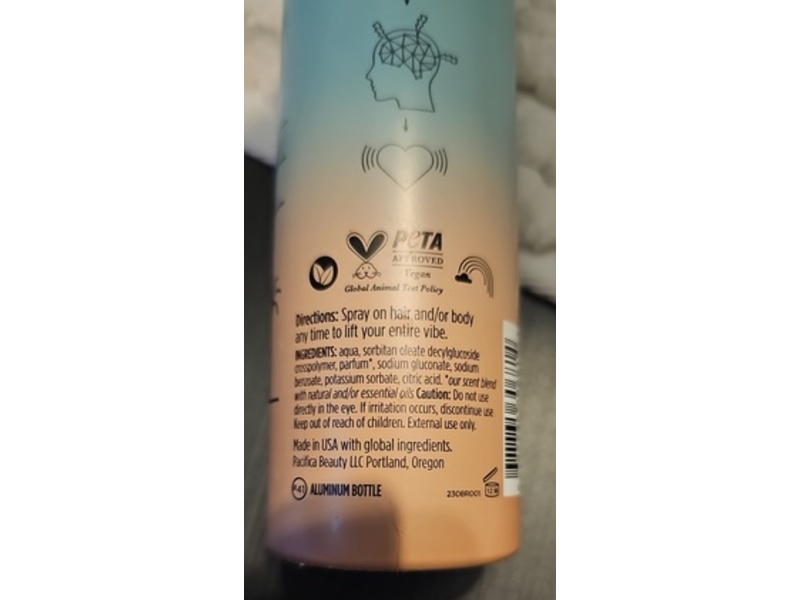 PETA
APPROVED
Vegan
Global Animal Test Policy
Directions: Spray on hair and/or body
any time to lift your entire vibe.
INGREDIENTS: aqua, sorbitan oleate decylglucoside
crosspolymer, parfum*, sodium gluconate, sodium
benzoate, potassium sorbate, citric acid. *our scent blend
with natural and/or essential oils Caution: Do not use
directly in the eye. If irritation occurs, discontinue use
Keep out of reach of children. External use only.
Made in USA with global ingredients.
Pacifica Beauty LLC Portland, Oregon
ALUMINUM BOTTLE
2308R001